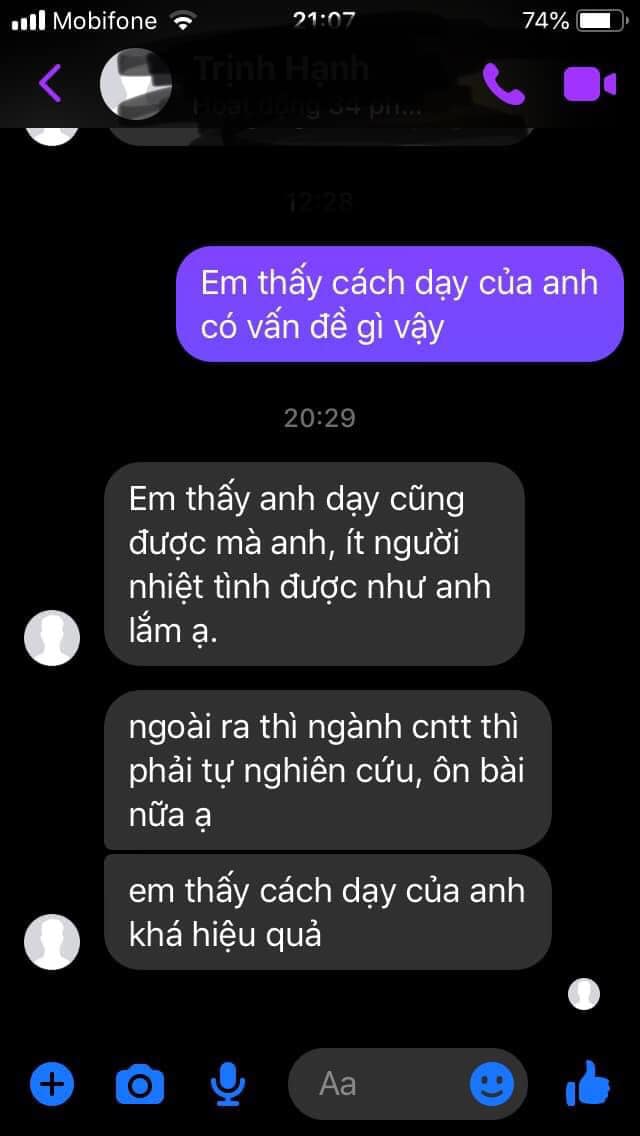 Mobifone
21:07
74%
Trịnh Hạnh
Hoạt động 34 ph...
12:28
Em thấy cách dạy của anh
có vấn đề gì vậy
20:29
Em thấy anh dạy cũng
được mà anh, ít người
nhiệt tình được như anh
lắm ạ.
ngoài ra thì ngành cntt thì
phải tự nghiên cứu, ôn bài
nữa ạ
em thấy cách dạy của anh
khá hiệu quả
Aa